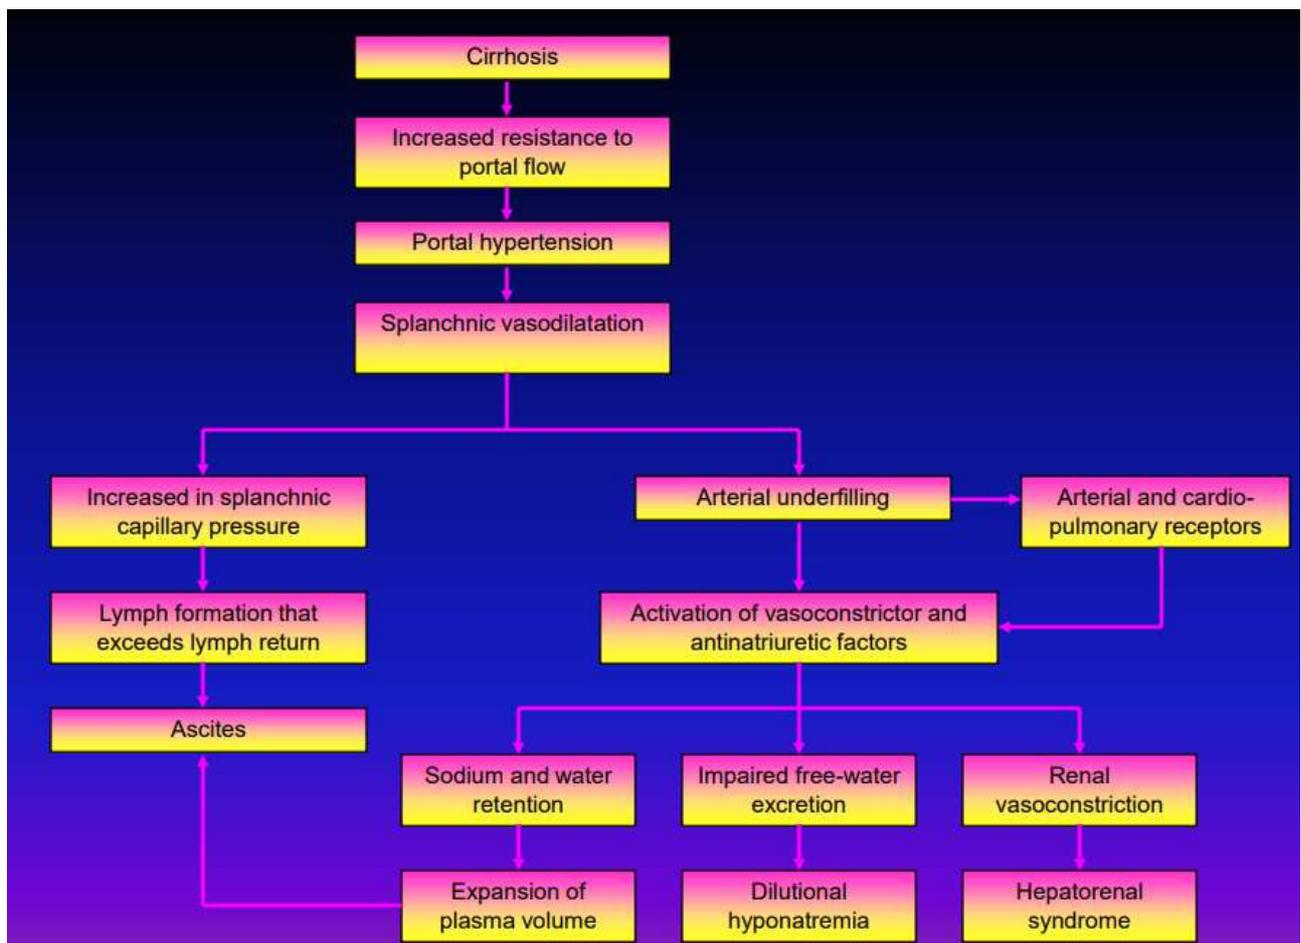 Cirrhosis
Increased resistance to
portal flow
Portal hypertension
Splanchnic vasodilatation
Increased in splanchnic
capillary pressure
Arterial underfilling
Arterial and cardio-
pulmonary receptors
Lymph formation that
exceeds lymph return
Activation of vasoconstrictor and
antinatriuretic factors
Ascites
Sodium and water
retention
Impaired free-water
excretion
Renal
vasoconstriction
Expansion of
plasma volume
Dilutional
hyponatremia
Hepatorenal
syndrome